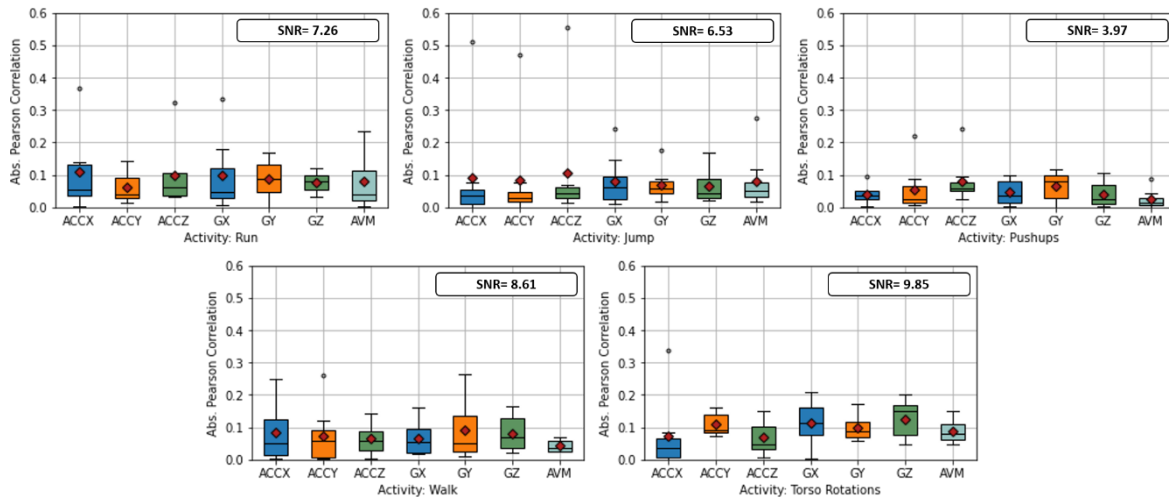 SNR= 7.26
Abs. Pearson Correlation
0.6
0.5
0.4
0.3
0.2
0.1
0.0
ACCX ACCY ACCZ GX GY GZ AVM
Activity: Run
SNR= 6.53
Abs. Pearson Correlation
0.6
0.5
0.4
0.3
0.2
0.1
0.0
ACCX ACCY ACCZ GX GY GZ AVM
Activity: Jump
SNR= 3.97
Abs. Pearson Correlation
0.6
0.5
0.4
0.3
0.2
0.1
0.0
ACCX ACCY ACCZ GX GY GZ AVM
Activity: Pushups
SNR= 8.61
Abs. Pearson Correlation
0.6
0.5
0.4
0.3
0.2
0.1
0.0
ACCX ACCY ACCZ GX GY GZ AVM
Activity: Walk
SNR= 9.85
Abs. Pearson Correlation
0.6
0.5
0.4
0.3
0.2
0.1
0.0
ACCX ACCY ACCZ GX GY GZ AVM
Activity: Torso Rotations